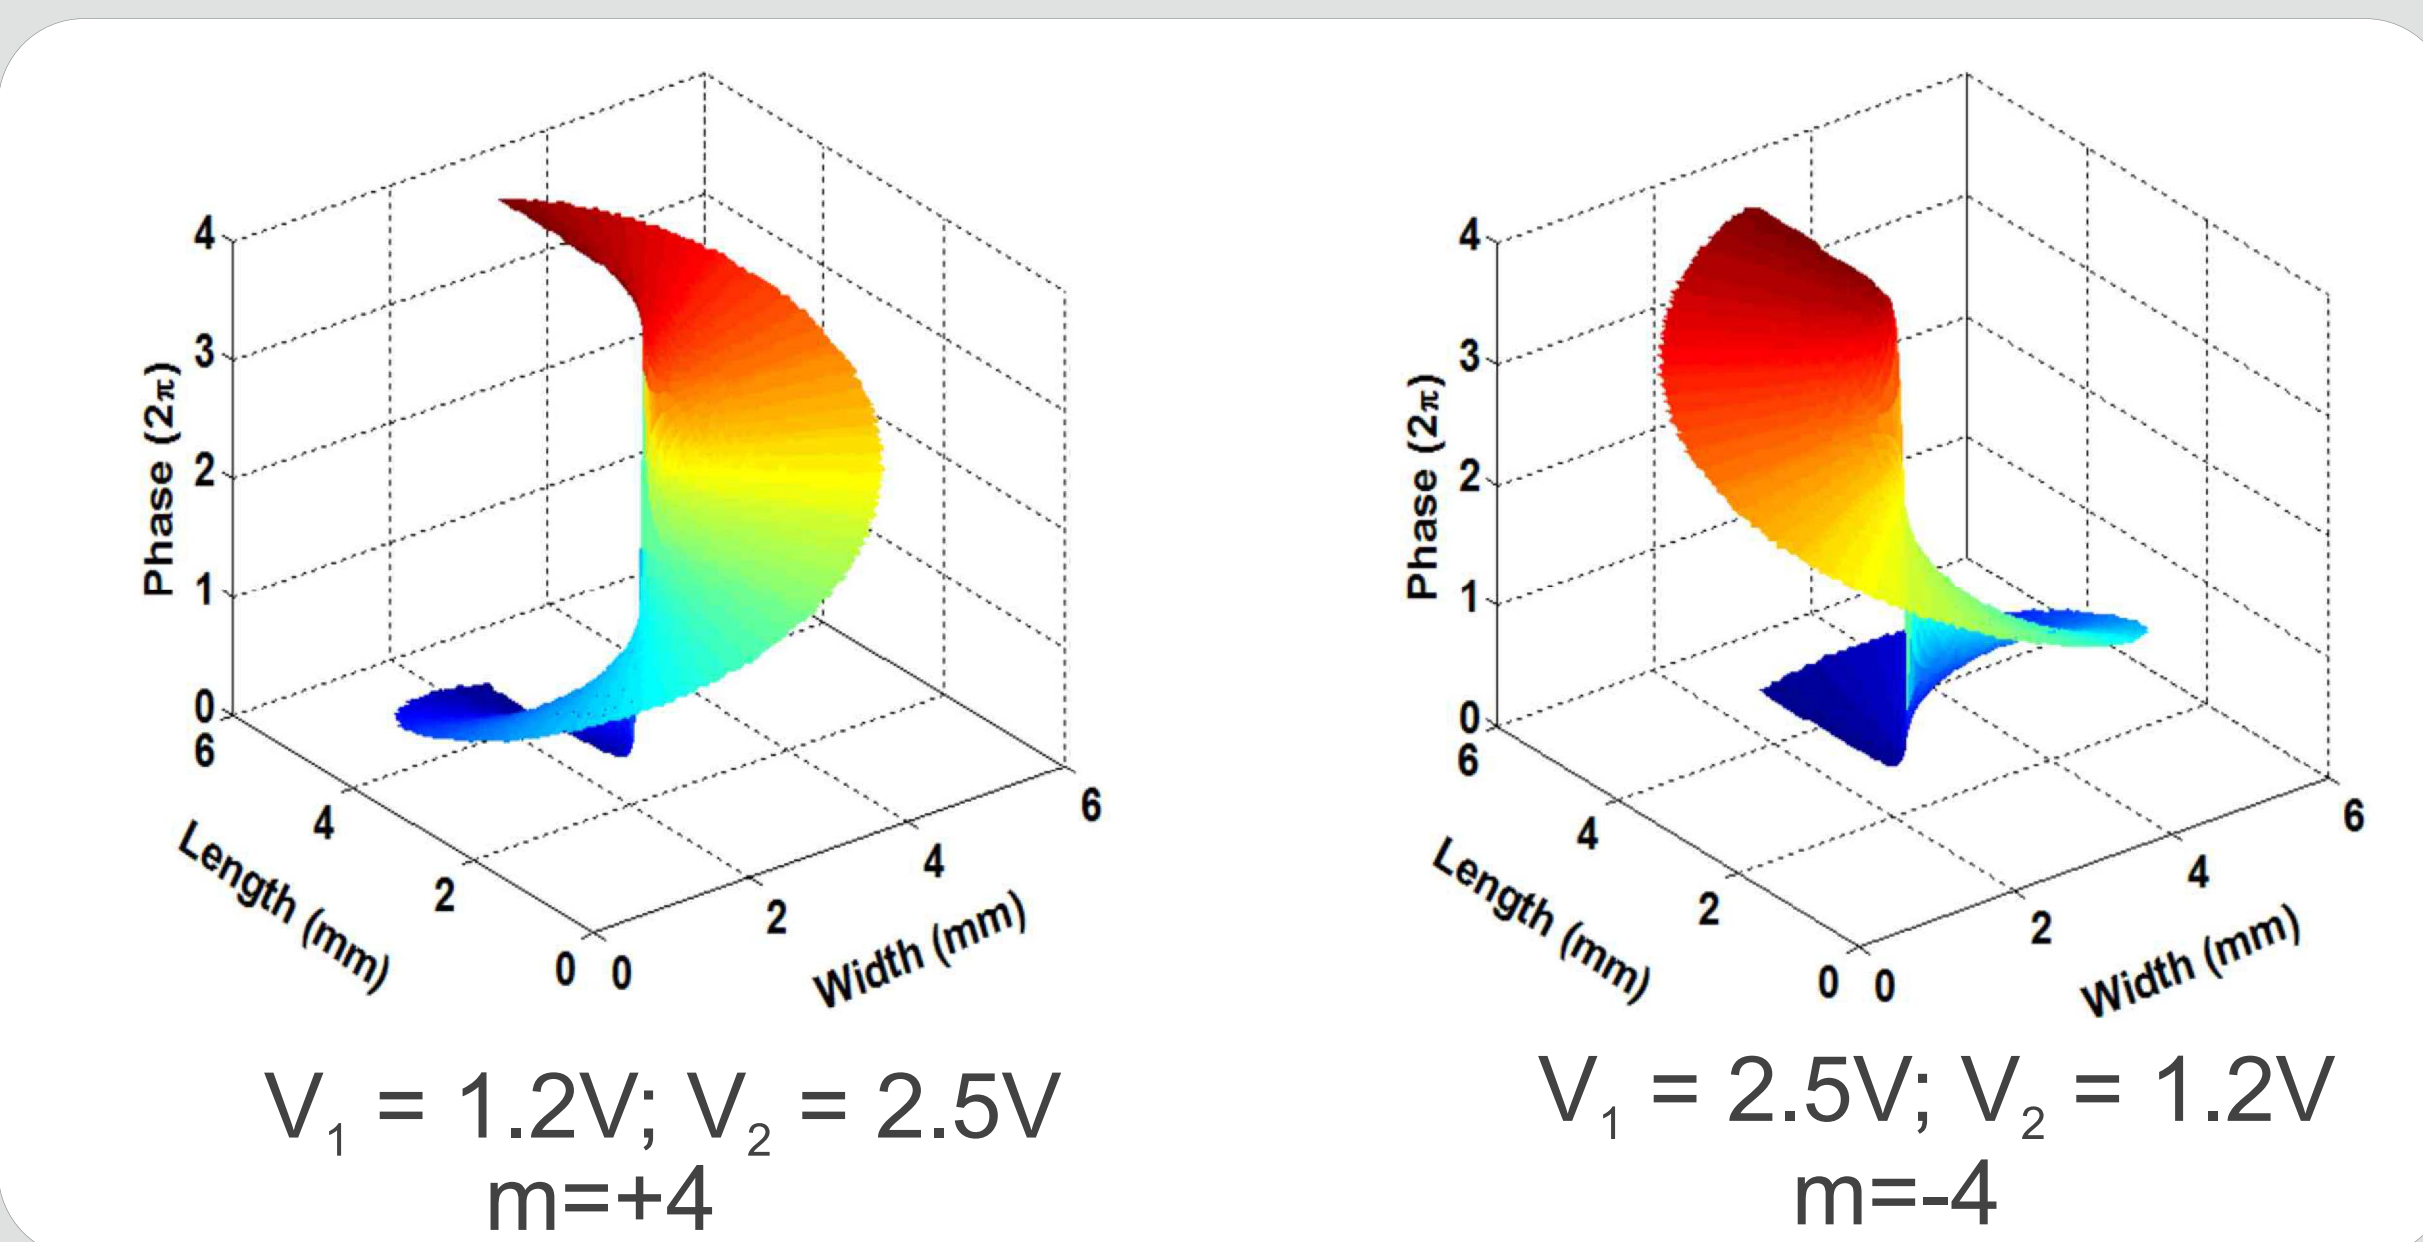 4
3
2
1
0
Phase (2π)
6
4
2
0
Length (mm)
0
2
4
6
Width (mm)
V₁ = 1.2V; V₂ = 2.5V
m=+4
4
3
2
1
0
Phase (2π)
6
4
2
0
Length (mm)
0
2
4
6
Width (mm)
V₁ = 2.5V; V₂ = 1.2V
m=-4